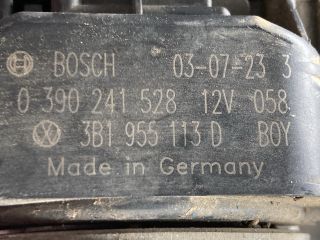 BOSCH 03-07-23 3
0 390 241 528 12V 058
3B1 955 113 D BOY
Made in Germany